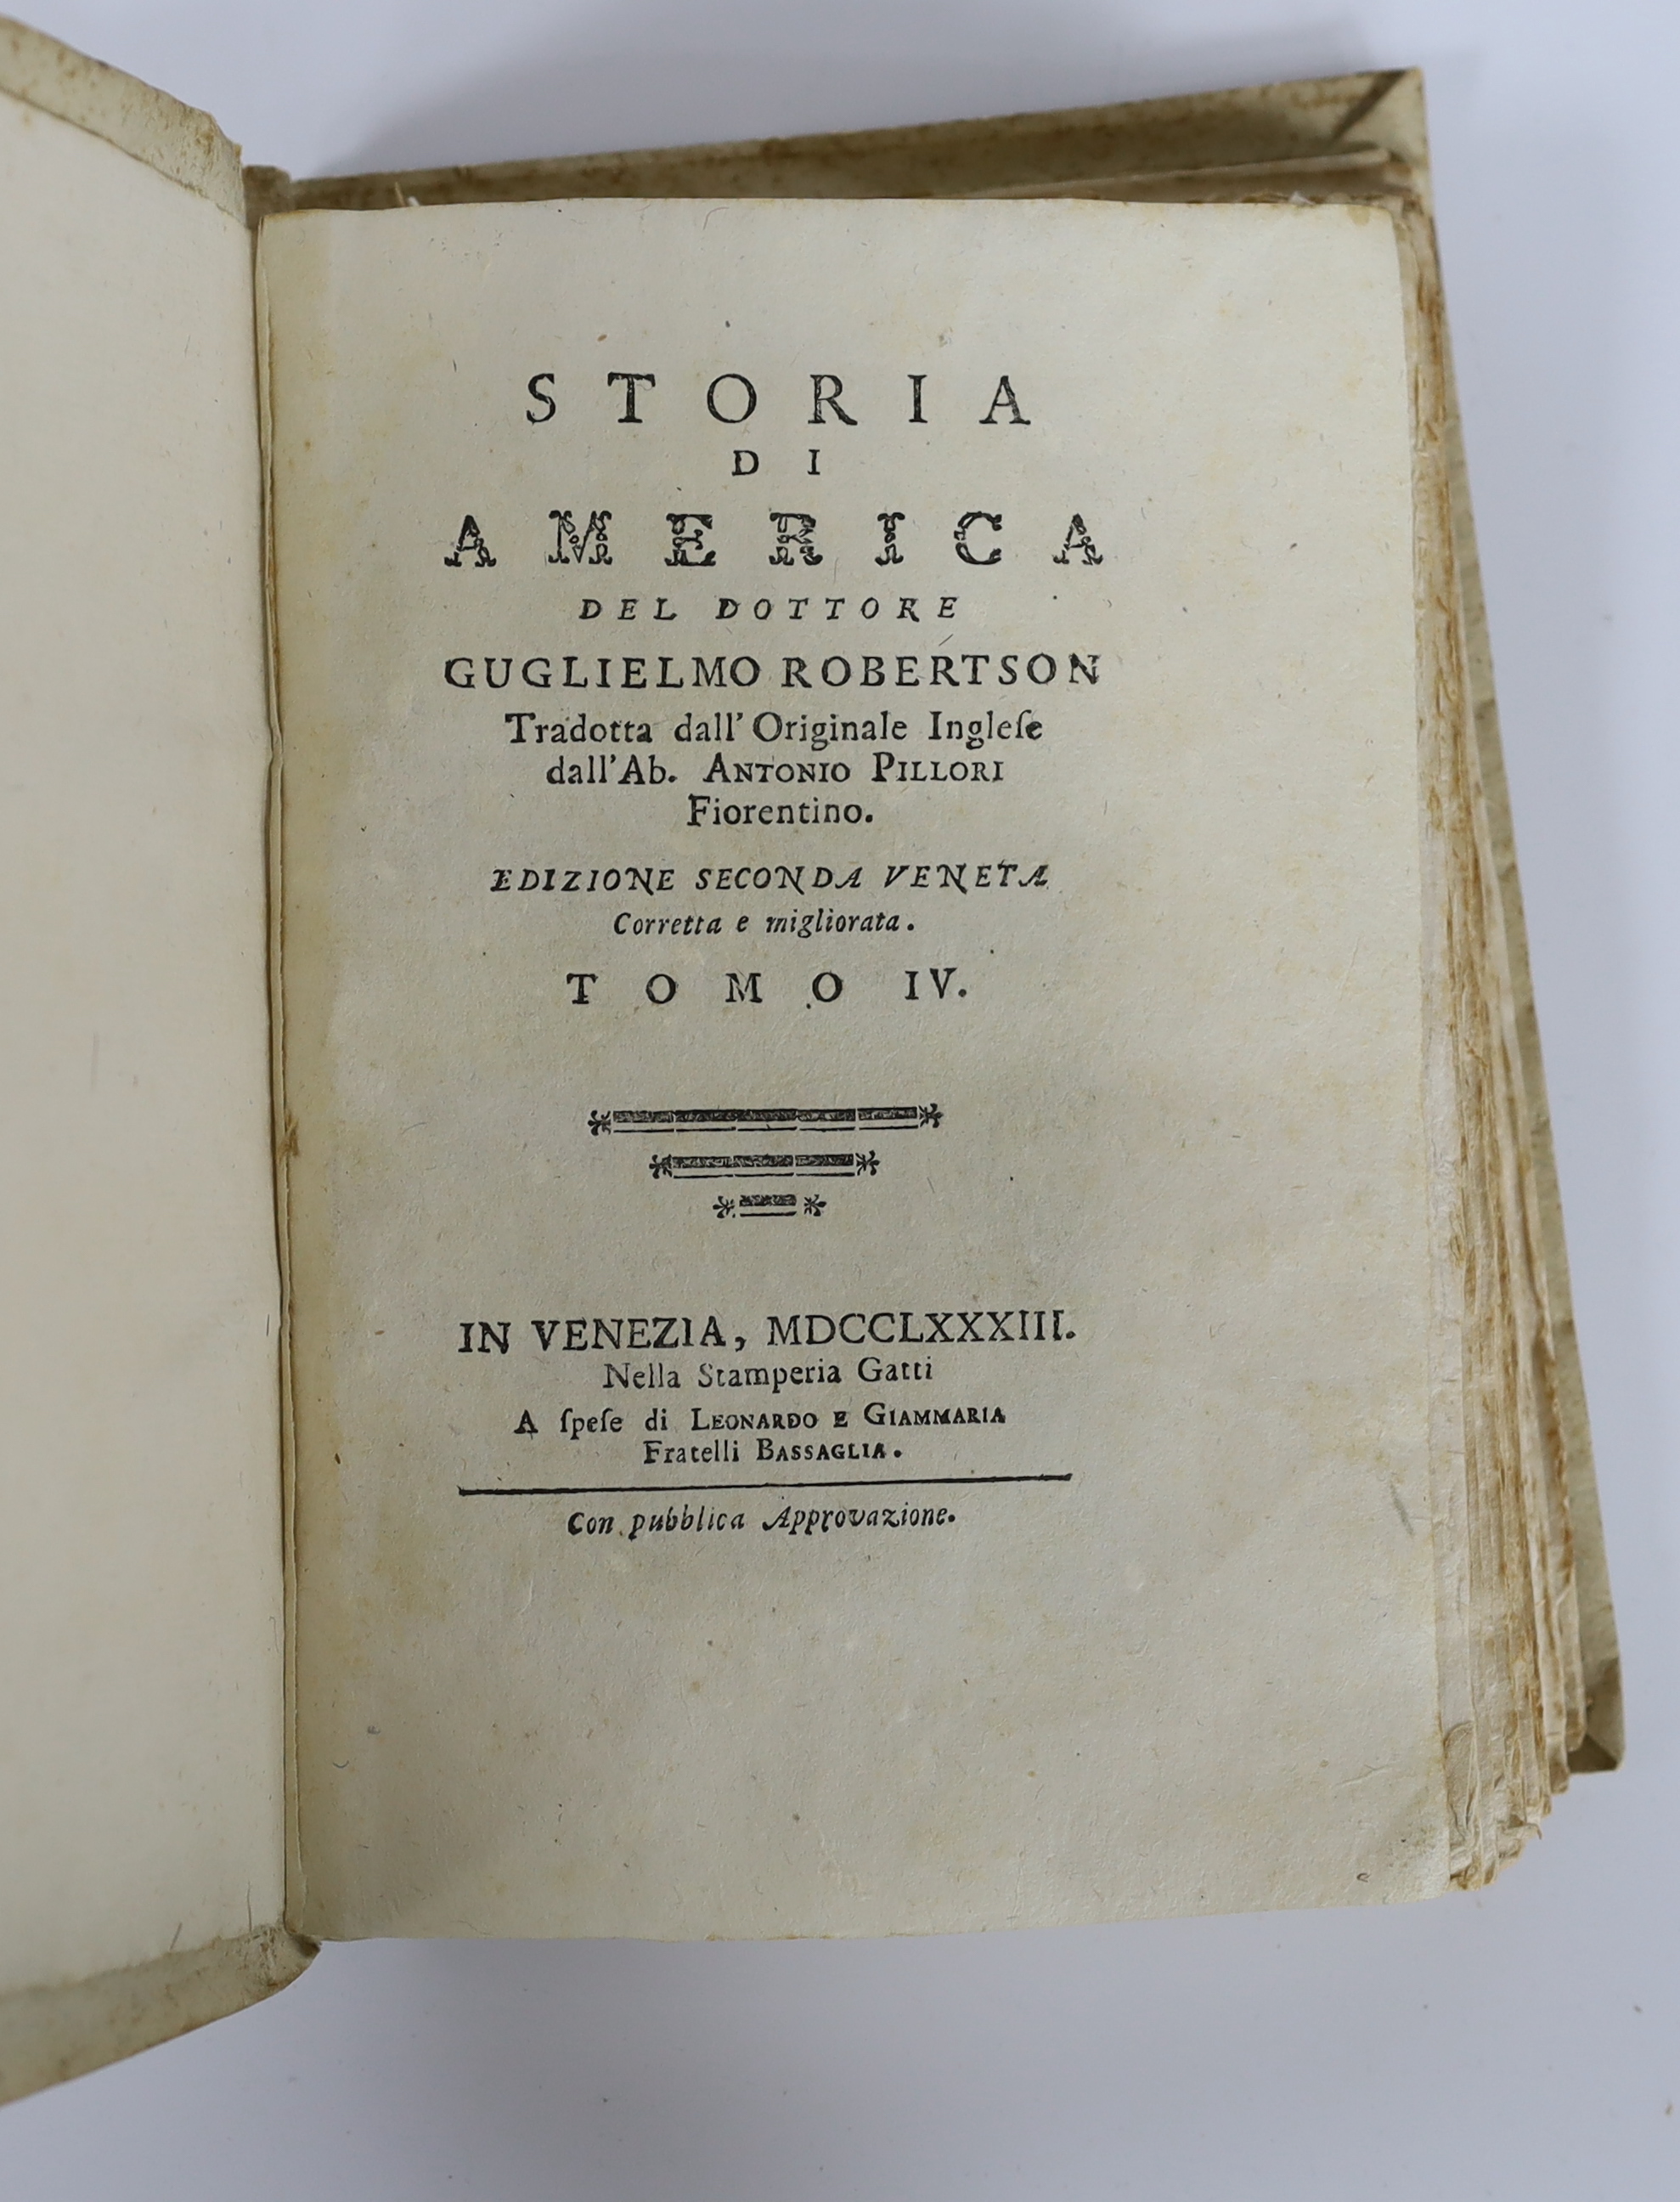 STORIA
DI
AMERICA
DEL DOTTORE
GUGLIELMO ROBERTSON
Tradotta dall' Originale Ingleſe
dall'Ab. ANTONIO PILLORI
Fiorentino.
EDIZIONE SECONDA VENETA
Corretta e migliorata.
TOMO IV.
IN VENEZIA, MDCCLXXXIII.
Nella Stamperia Gatti
A ſpeſe di LEONARDO E GIAMMARIA
Fratelli BASSAGLIA.
Con pubblica Approvazione.